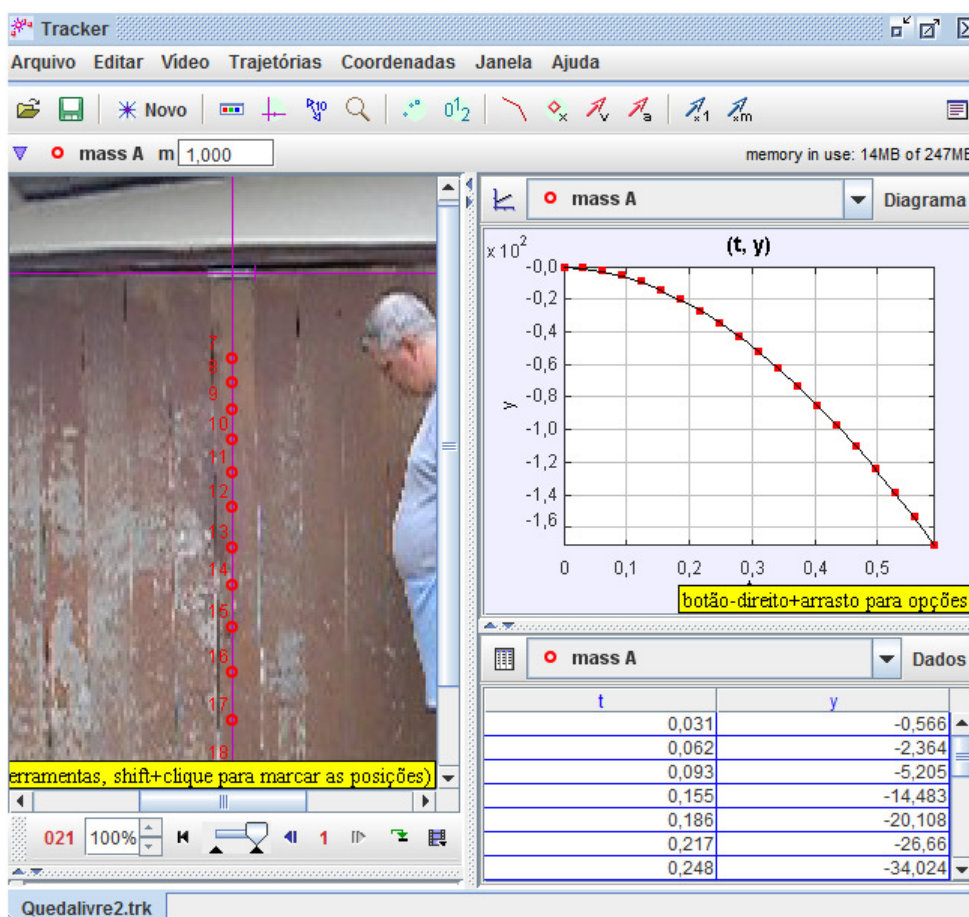 Tracker
Arquivo Editar Vídeo Trajetórias Coordenadas Janela Ajuda
Novo
mass A m 1,000
memory in use: 14MB of 247MB
mass A
Diagrama
(t, y)
x 10²
-0,0
-0,2
-0,4
-0,6
-0,8
-1,0
-1,2
-1,4
-1,6
y
0 0,1 0,2 0,3 0,4 0,5
botão-direito+arrasto para opções
7
8
9
10
11
12
13
14
15
16
17
18
erramentas, shift+clique para marcar as posições)
021 100% 1
mass A
Dados
t y
0,031 -0,566
0,062 -2,364
0,093 -5,205
0,155 -14,483
0,186 -20,108
0,217 -26,66
0,248 -34,024
Quedalivre2.trk